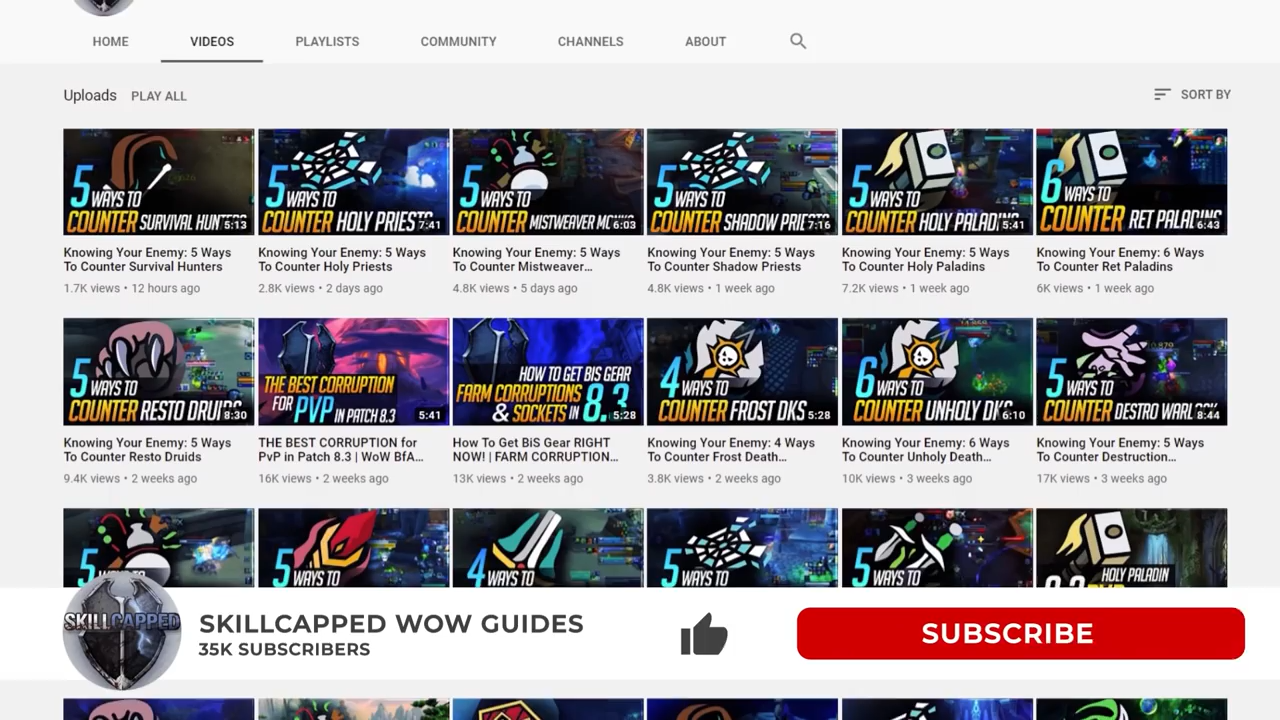 HOME VIDEOS PLAYLISTS COMMUNITY CHANNELS ABOUT
Uploads PLAY ALL SORT BY
5 WAYS TO
COUNTER SURVIVAL HUNTERS
5:13
5 WAYS TO
COUNTER HOLY PRIESTS
7:41
5 WAYS TO
COUNTER MISTWEAVER MONKS
6:03
5 WAYS TO
COUNTER SHADOW PRIESTS
7:16
5 WAYS TO
COUNTER HOLY PALADINS
5:41
6 WAYS TO
COUNTER RET PALADINS
6:43
Knowing Your Enemy: 5 Ways
To Counter Survival Hunters
1.7K views • 12 hours ago
Knowing Your Enemy: 5 Ways
To Counter Holy Priests
2.8K views • 2 days ago
Knowing Your Enemy: 5 Ways
To Counter Mistweaver…
4.8K views • 5 days ago
Knowing Your Enemy: 5 Ways
To Counter Shadow Priests
4.8K views • 1 week ago
Knowing Your Enemy: 5 Ways
To Counter Holy Paladins
7.2K views • 1 week ago
Knowing Your Enemy: 6 Ways
To Counter Ret Paladins
6K views • 1 week ago
5 WAYS TO
COUNTER RESTO DRUIDS
8:30
THE BEST CORRUPTION
FOR PVP IN PATCH 8.3
5:41
HOW TO GET BIS GEAR
FARM CORRUPTIONS
& SOCKETS IN 8.3
5:28
4 WAYS TO
COUNTER FROST DKS
5:28
6 WAYS TO
COUNTER UNHOLY DKS
6:10
5 WAYS TO
COUNTER DESTRO WARLOCK
8:44
Knowing Your Enemy: 5 Ways
To Counter Resto Druids
9.4K views • 2 weeks ago
THE BEST CORRUPTION for
PvP in Patch 8.3 | WoW BfA…
16K views • 2 weeks ago
How To Get BiS Gear RIGHT
NOW! | FARM CORRUPTION…
13K views • 2 weeks ago
Knowing Your Enemy: 4 Ways
To Counter Frost Death…
3.8K views • 2 weeks ago
Knowing Your Enemy: 6 Ways
To Counter Unholy Death…
10K views • 3 weeks ago
Knowing Your Enemy: 5 Ways
To Counter Destruction…
17K views • 3 weeks ago
5 WAYS TO
5 WAYS TO
4 WAYS TO
5 WAYS TO
5 WAYS TO
HOLY PALADIN
SKILLCAPPED
SKILLCAPPED WOW GUIDES
35K SUBSCRIBERS
SUBSCRIBE